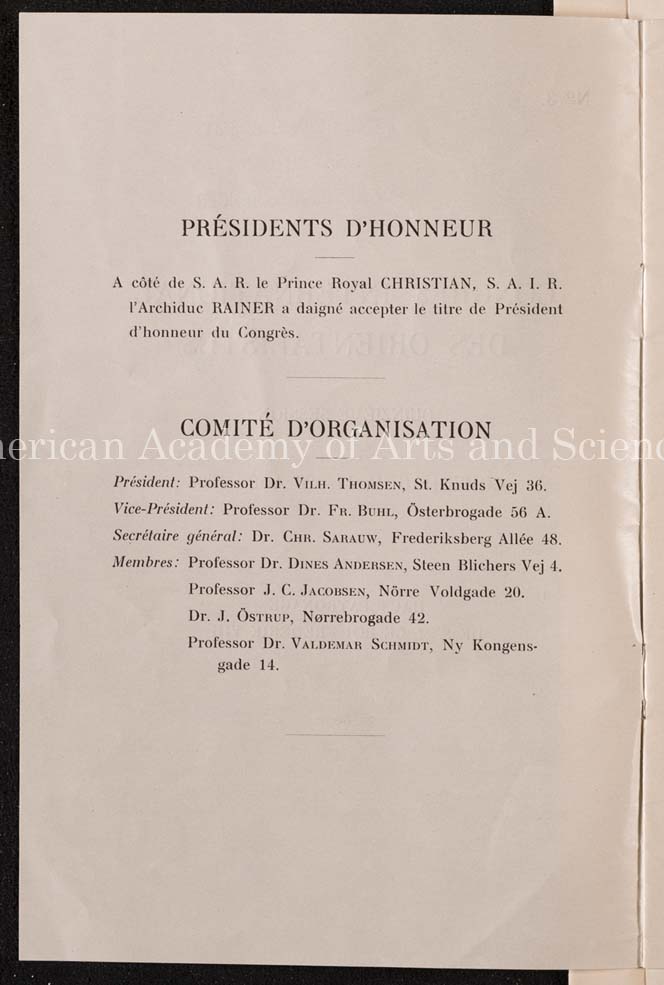 PRÉSIDENTS D'HONNEUR
A côté de S. A. R. le Prince Royal CHRISTIAN, S. A. I. R.
l'Archiduc RAINER a daigné accepter le titre de Président
d'honneur du Congrès.
COMITÉ D'ORGANISATION
merican Academy of Arts and Scienc
Président: Professor Dr. VILH. THOMSEN, St. Knuds Vej 36.
Vice-Président: Professor Dr. FR. BUHL, Österbrogade 56 A.
Secrétaire général: Dr. CHR. SARAUW, Frederiksberg Allée 48.
Membres: Professor Dr. DINES ANDERSEN, Steen Blichers Vej 4.
Professor J. C. JACOBSEN, Nörre Voldgade 20.
Dr. J. ÖSTRUP, Nørrebrogade 42.
Professor Dr. VALDEMAR SCHMIDT, Ny Kongens-
gade 14.